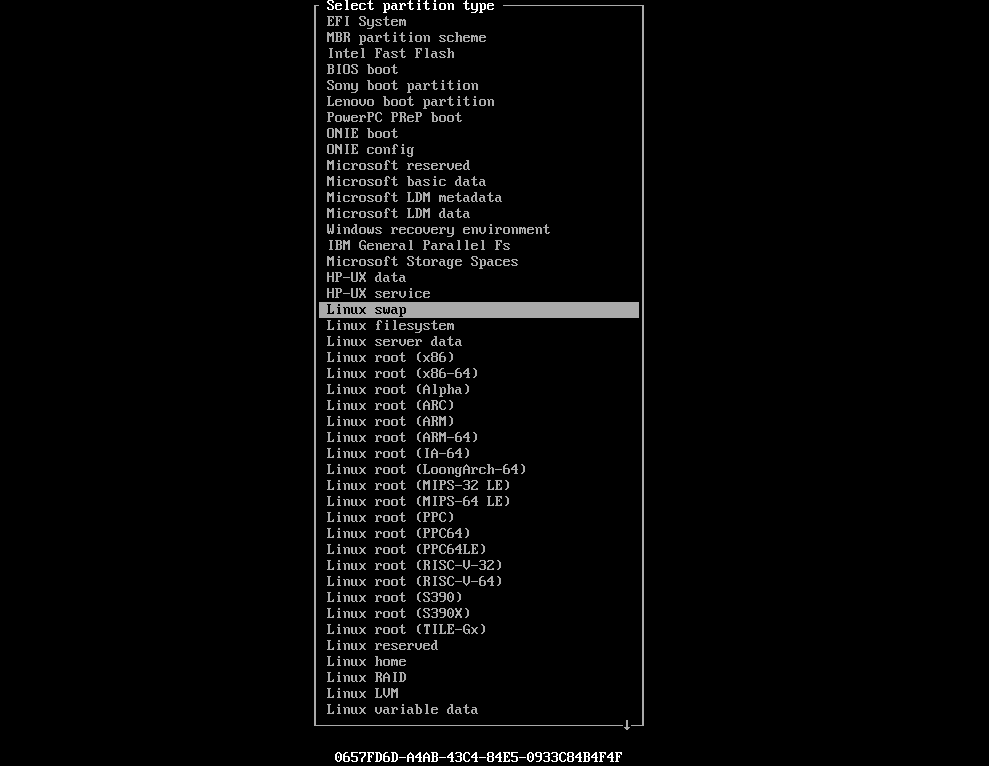 Select partition type
EFI System
MBR partition scheme
Intel Fast Flash
BIOS boot
Sony boot partition
Lenovo boot partition
PowerPC PReP boot
ONIE boot
ONIE config
Microsoft reserved
Microsoft basic data
Microsoft LDM metadata
Microsoft LDM data
Windows recovery environment
IBM General Parallel Fs
Microsoft Storage Spaces
HP-UX data
HP-UX service
Linux swap
Linux filesystem
Linux server data
Linux root (x86)
Linux root (x86-64)
Linux root (Alpha)
Linux root (ARC)
Linux root (ARM)
Linux root (ARM-64)
Linux root (IA-64)
Linux root (LoongArch-64)
Linux root (MIPS-32 LE)
Linux root (MIPS-64 LE)
Linux root (PPC)
Linux root (PPC64)
Linux root (PPC64LE)
Linux root (RISC-V-32)
Linux root (RISC-V-64)
Linux root (S390)
Linux root (S390X)
Linux root (TILE-Gx)
Linux reserved
Linux home
Linux RAID
Linux LVM
Linux variable data
0657FD6D-A4AB-43C4-84E5-0933C84B4F4F